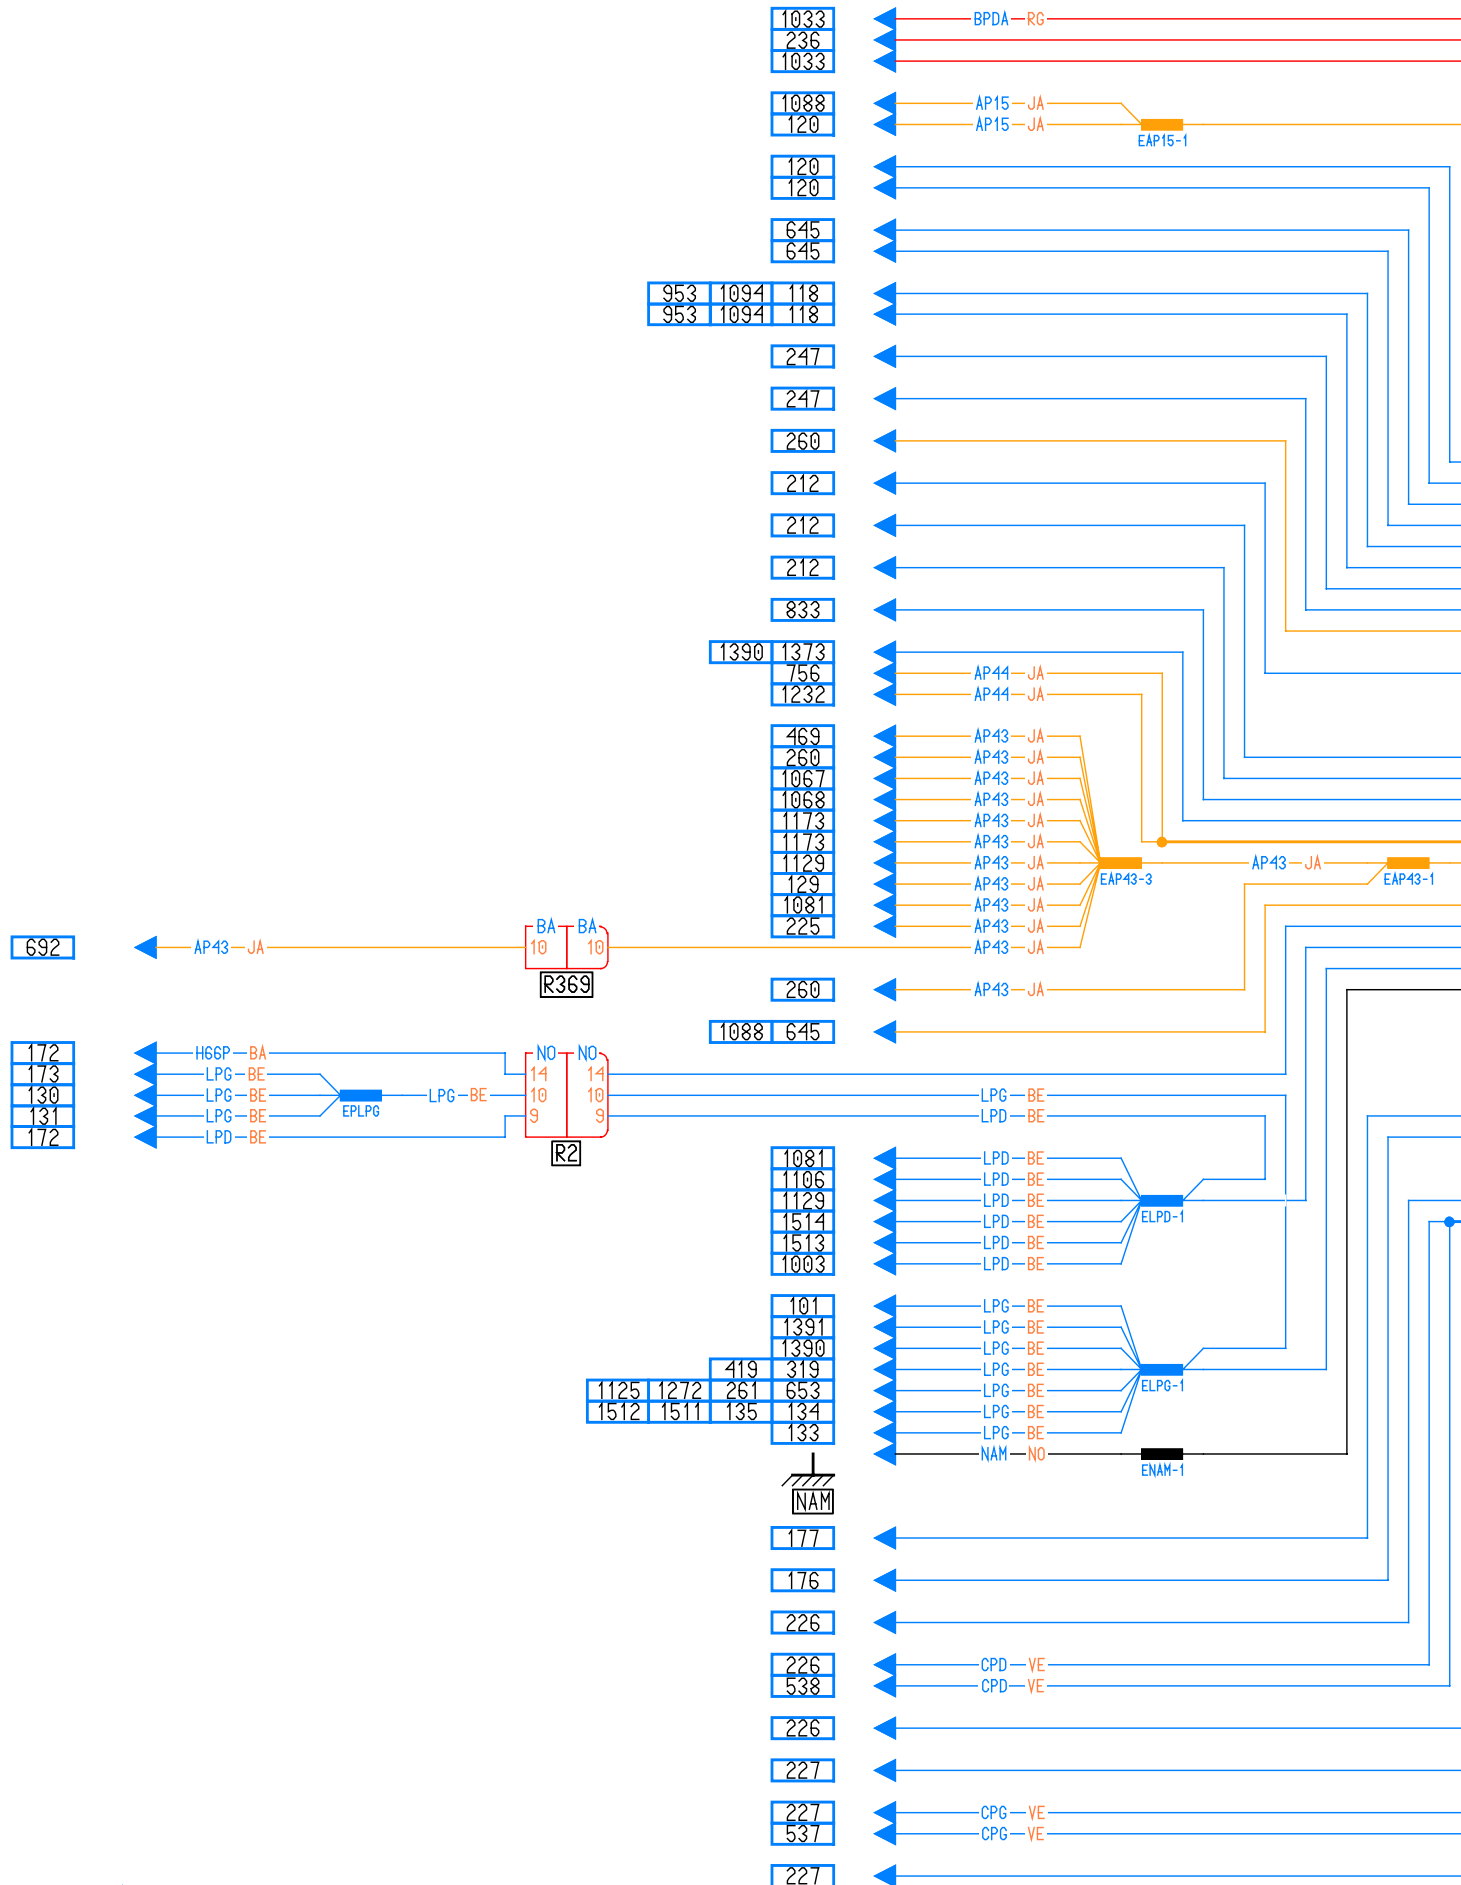 1033 BPDA RG
236
1033
1088 AP15 JA
120 AP15 JA
EAP15-1
120
120
645
645
953 1094 118
953 1094 118
247
247
260
212
212
212
833
1390 1373
756 AP44 JA
1232 AP44 JA
469 AP43 JA
260 AP43 JA
1067 AP43 JA
1068 AP43 JA
1173 AP43 JA
1173 AP43 JA
1129 AP43 JA AP43 JA
129 AP43 JA EAP43-3 EAP43-1
1081 AP43 JA
BA BA 225 AP43 JA
692 AP43 JA 10 10 AP43 JA
R369 260 AP43 JA
1088 645
172 H66P BA NO NO
173 LPG BE 14 14
130 LPG BE LPG BE 10 10 LPG BE
EPLPG
131 LPG BE 9 9 LPD BE
172 LPD BE
R2
1081 LPD BE
1106 LPD BE
1129 LPD BE
1514 LPD BE ELPD-1
1513 LPD BE
1003 LPD BE
101 LPG BE
1391 LPG BE
1390 LPG BE
419 319 LPG BE
1125 1272 261 653 LPG BE ELPG-1
1512 1511 135 134 LPG BE
133 LPG BE
NAM NO
ENAM-1
NAM
177
176
226
226 CPD VE
538 CPD VE
226
227
227 CPG VE
537 CPG VE
227